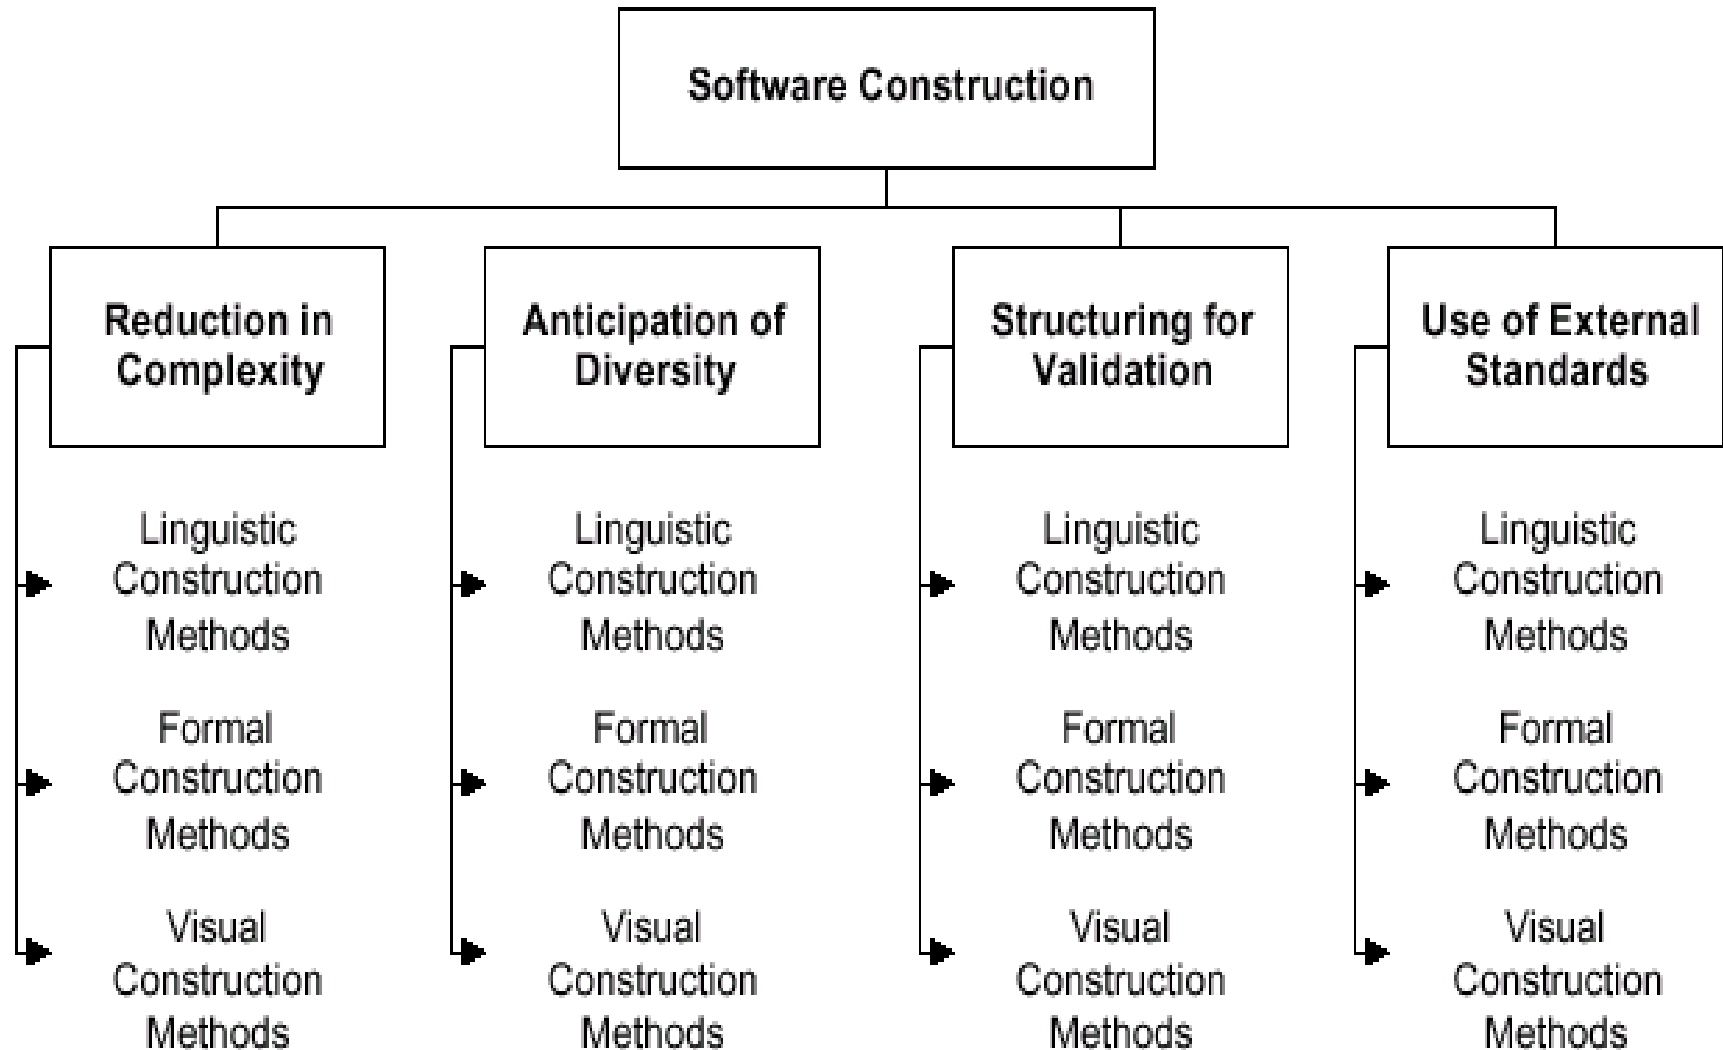 Software Construction
Reduction in
Complexity
Linguistic
Construction
Methods
Formal
Construction
Methods
Visual
Construction
Methods
Anticipation of
Diversity
Linguistic
Construction
Methods
Formal
Construction
Methods
Visual
Construction
Methods
Structuring for
Validation
Linguistic
Construction
Methods
Formal
Construction
Methods
Visual
Construction
Methods
Use of External
Standards
Linguistic
Construction
Methods
Formal
Construction
Methods
Visual
Construction
Methods